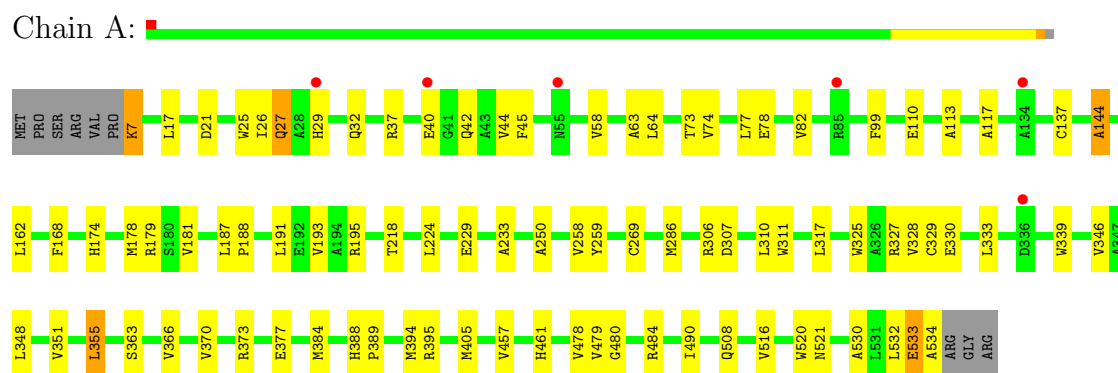 Chain A:
MET PRO SER ARG VAL PRO K7 L17 D21 W25 I26 Q27 A28 H29 Q32 R37 E40 G41 Q42 A43 V44 F45 N55 V58 A63 L64 T73 V74 L77 E78 V82 R85 F99 E110 A113 A117 A134 C137 A144
L162 F168 H174 M178 R179 S180 V181 L187 P188 L191 E192 V193 A194 R195 T218 L224 E229 A233 A250 V258 Y259 C269 M286 R306 D307 L310 W311 L317 W325 A326 R327 V328 C329 E330 L333 D336 W339 V346 A347
L348 V351 L355 S363 V366 V370 R373 E377 M384 H388 P389 M394 R395 M405 V457 H461 V478 V479 G480 R484 I490 Q508 V516 W520 N521 A530 L531 L532 E533 A534 ARG GLY ARG